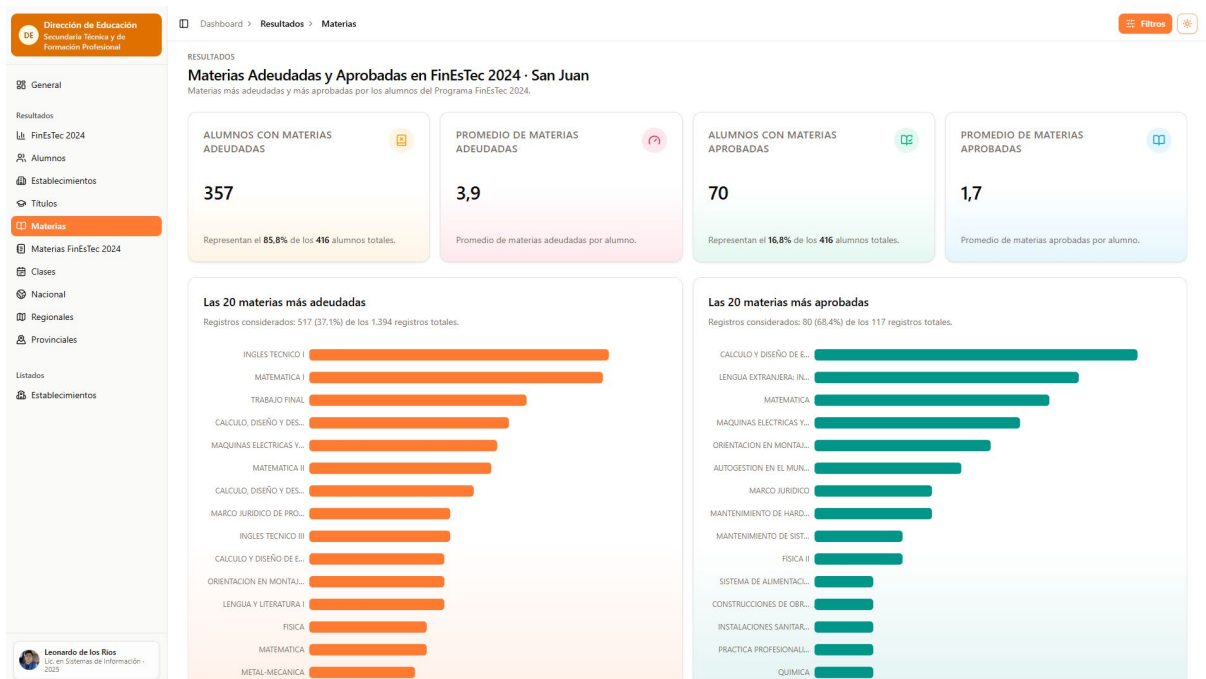 DE
Dirección de Educación
Secundaria Técnica y de
Formación Profesional
General
Resultados
FinEsTec 2024
Alumnos
Establecimientos
Títulos
Materias
Materias FinEsTec 2024
Clases
Nacional
Regionales
Provinciales
Listados
Establecimientos
Leonardo de los Rios
Lic. en Sistemas de Información -
2025
Dashboard > Resultados > Materias
Filtros
RESULTADOS
Materias Adeudadas y Aprobadas en FinEsTec 2024 · San Juan
Materias más adeudadas y más aprobadas por los alumnos del Programa FinEsTec 2024.
ALUMNOS CON MATERIAS
ADEUDADAS
357
Representan el 85,8% de los 416 alumnos totales.
PROMEDIO DE MATERIAS
ADEUDADAS
3,9
Promedio de materias adeudadas por alumno.
ALUMNOS CON MATERIAS
APROBADAS
70
Representan el 16,8% de los 416 alumnos totales.
PROMEDIO DE MATERIAS
APROBADAS
1,7
Promedio de materias aprobadas por alumno.
Las 20 materias más adeudadas
Registros considerados: 517 (37,1%) de los 1.394 registros totales.
INGLES TECNICO I
MATEMATICA I
TRABAJO FINAL
CALCULO, DISEÑO Y DES...
MAQUINAS ELECTRICAS Y...
MATEMATICA II
CALCULO, DISEÑO Y DES...
MARCO JURIDICO DE PRO...
INGLES TECNICO III
CALCULO Y DISEÑO DE E...
ORIENTACION EN MONTAJ...
LENGUA Y LITERATURA I
FISICA
MATEMATICA
METAL-MECANICA
Las 20 materias más aprobadas
Registros considerados: 80 (68,4%) de los 117 registros totales.
CALCULO Y DISEÑO DE E...
LENGUA EXTRANJERA: IN...
MATEMATICA
MAQUINAS ELECTRICAS Y...
ORIENTACION EN MONTAJ...
AUTOGESTION EN EL MUN...
MARCO JURIDICO
MANTENIMIENTO DE HARD...
MANTENIMIENTO DE SIST...
FISICA II
SISTEMA DE ALIMENTACI...
CONSTRUCCIONES DE OBR...
INSTALACIONES SANITAR...
PRACTICA PROFESIONALI...
QUIMICA